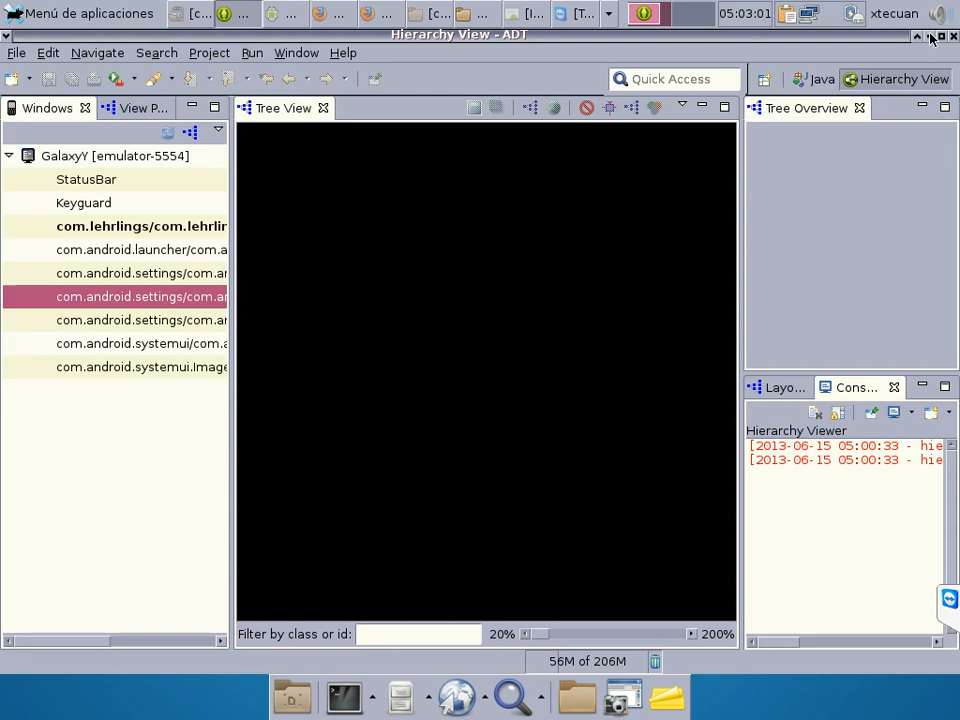 Menú de aplicaciones
[c...
...
...
...
...
[c...
...
[I...
[T...
05:03:01
xtecuan
Hierarchy View - ADT
File Edit Navigate Search Project Run Window Help
Quick Access
Java
Hierarchy View
Windows
View P...
Tree View
Tree Overview
GalaxyY [emulator-5554]
StatusBar
Keyguard
com.lehrlings/com.lehrlin
com.android.launcher/com.a
com.android.settings/com.an
com.android.settings/com.an
com.android.settings/com.an
com.android.systemui/com.a
com.android.systemui.Image
Layo...
Cons...
Hierarchy Viewer
[2013-06-15 05:00:33 - hie
[2013-06-15 05:00:33 - hie
Filter by class or id:
20%
200%
56M of 206M